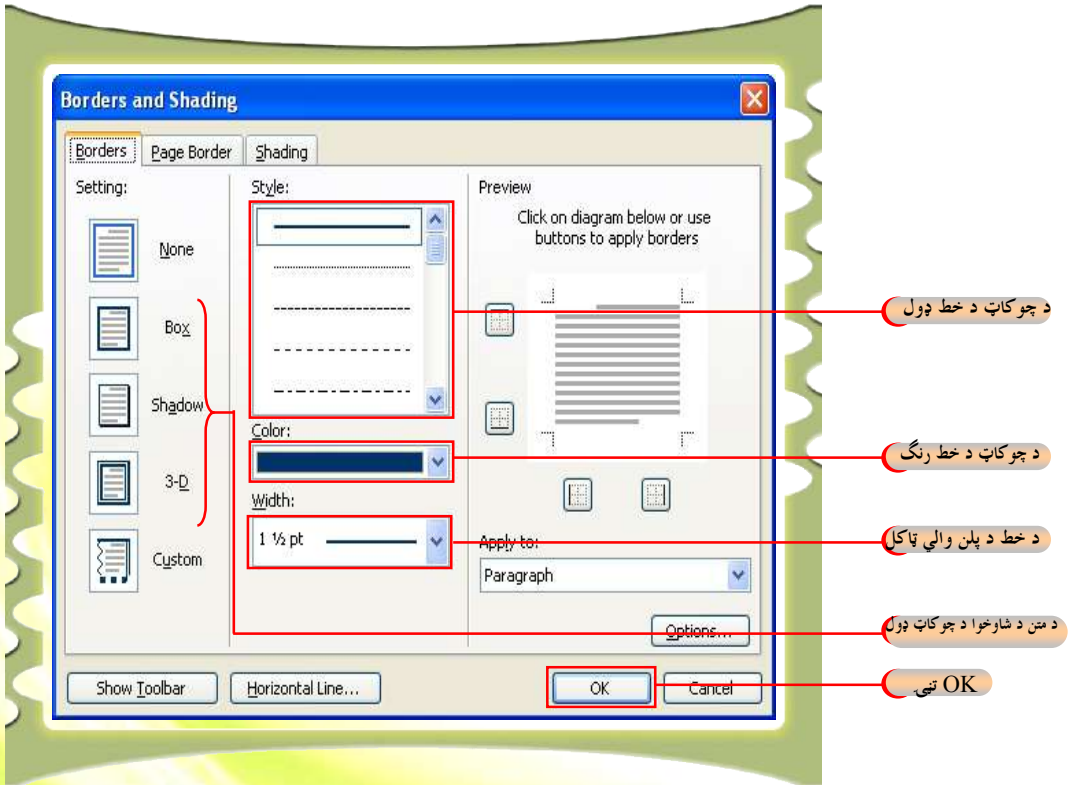 Borders and Shading
Borders
Page Border
Shading
Setting:
None
Box
Shadow
3-D
Custom
Style:
Color:
Width:
1 ½ pt
Preview
Click on diagram below or use
buttons to apply borders
Apply to:
Paragraph
Options...
Show Toolbar
Horizontal Line...
OK
Cancel
د چوکاټ د خط ډول
د چوکاټ د خط رنگ
د خط د پلن والي ټاکل
د متن د شاوخوا د چوکاټ ډول
OK تڼۍ